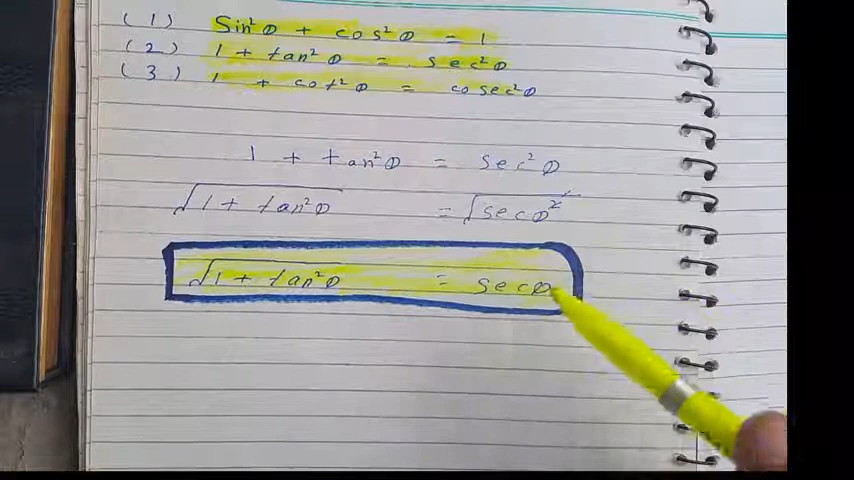 (1) Sin²θ + cos²θ = 1
(2) 1 + tan²θ = sec²θ
(3) 1 + cot²θ = cosec²θ
1 + tan²θ = sec²θ
√(1 + tan²θ) = √(secθ²)
√(1 + tan²θ) = secθ